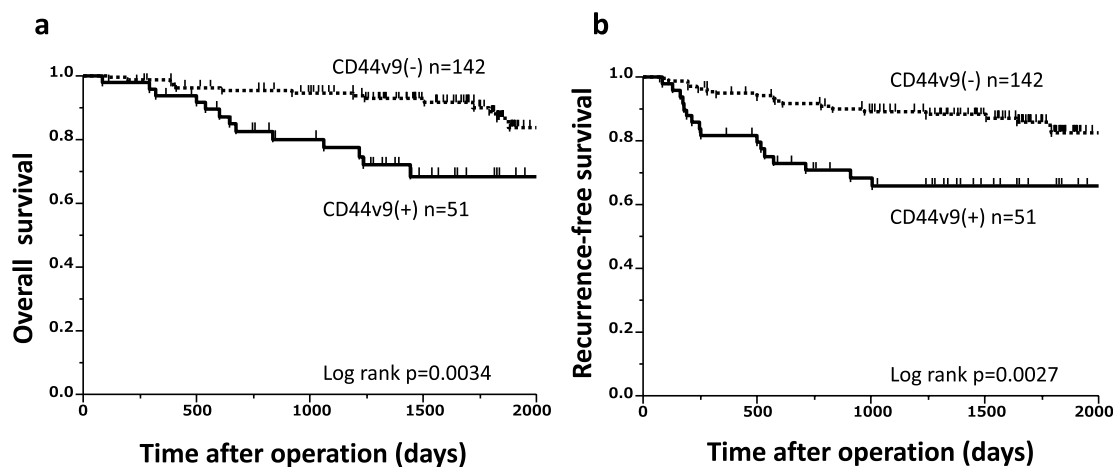 a
Overall survival
1.0
0.8
0.6
0.4
0.2
0.0
CD44v9(-) n=142
CD44v9(+) n=51
Log rank p=0.0034
0 500 1000 1500 2000
Time after operation (days)
b
Recurrence-free survival
1.0
0.8
0.6
0.4
0.2
0.0
CD44v9(-) n=142
CD44v9(+) n=51
Log rank p=0.0027
0 500 1000 1500 2000
Time after operation (days)